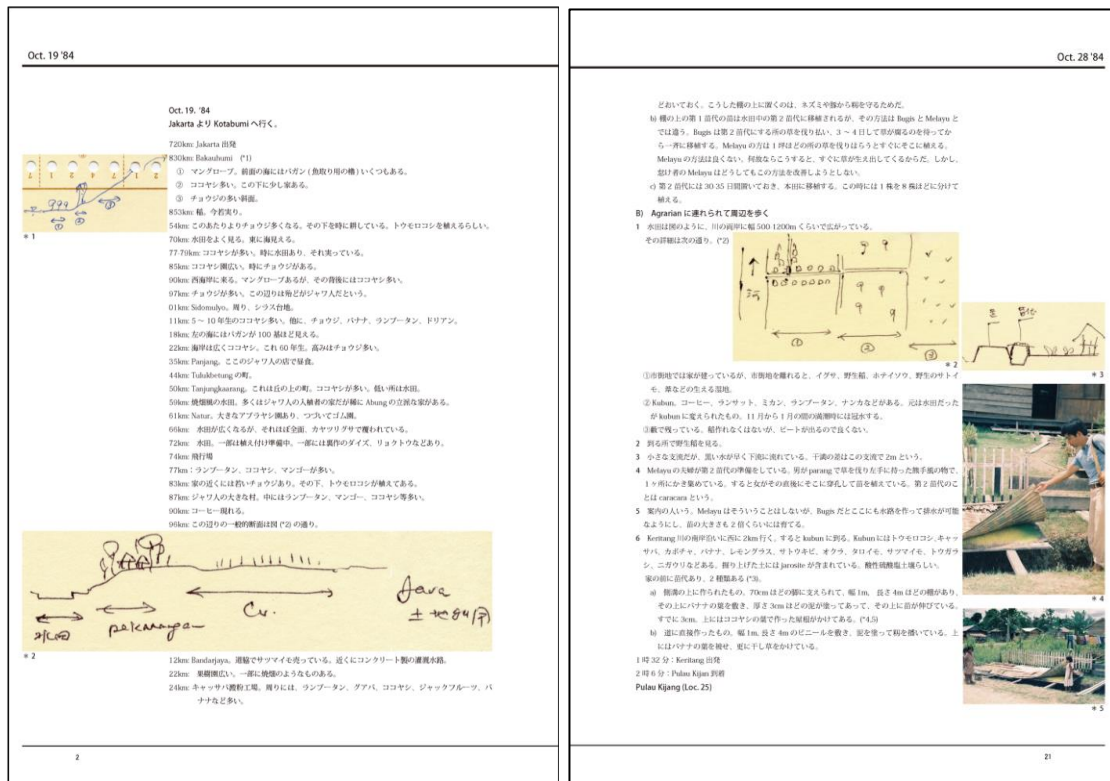 Oct. 19 '84
Oct. 19. '84
Jakarta より Kotabumi へ行く。
720km: Jakarta 出発
830km: Bakauhumi (*1)
① マングローブ。前面の海にはバガン ( 魚取り用の櫓 ) いくつもある。
② ココヤシ多い。この下に少し家ある。
③ チョウジの多い斜面。
853km: 稲。今若実り。
54km: このあたりよりチョウジ多くなる。その下を時に耕している。トウモロコシを植えるらしい。
70km: 水田をよく見る。東に海見える。
77-79km: ココヤシが多い。時に水田あり、それ実っている。
85km: ココヤシ園広い。時にチョウジがある。
90km: 西海岸に来る。マングローブあるが、その背後にはココヤシ多い。
97km: チョウジが多い。この辺りは殆どがジャワ人だという。
01km: Sidomulyo。周り、シラス台地。
11km: 5 ～ 10 年生のココヤシ多い。他に、チョウジ、バナナ、ランブータン、ドリアン。
18km: 左の海にはバガンが 100 基ほど見える。
22km: 海岸は広くココヤシ。これ 60 年生。高みはチョウジ多い。
35km: Panjang。ここのジャワ人の店で昼食。
44km: Tulukbetung の町。
50km: Tanjungkaarang。これは丘の上の町。ココヤシが多い。低い所は水田。
59km: 焼畑風の水田。多くはジャワ人の入植者の家だが稀に Abung の立派な家がある。
61km: Natur。大きなアブラヤシ園あり、つづいてゴム園。
66km: 水田が広くなるが、それほぼ全面、カヤツリグサで覆われている。
72km: 水田。一部は植え付け準備中。一部には裏作のダイズ、リョクトウなどあり。
74km: 飛行場
77km : ランブータン、ココヤシ、マンゴーが多い。
83km: 家の近くには若いチョウジあり。その下、トウモロコシが植えてある。
87km: ジャワ人の大きな村。中にはランブータン、マンゴー、ココヤシ等多い。
90km: コーヒー現れる。
96km: この辺りの一般的断面は図 (*2) の通り。
* 1
水田
pekarangan
Java
* 2
12km: Bandarjaya。道脇でサツマイモ売っている。近くにコンクリート製の灌漑水路。
22km: 果樹園広い。一部に焼畑のようなものある。
24km: キャッサバ澱粉工場。周りには、ランブータン、グアバ、ココヤシ、ジャックフルーツ、バ
ナナなど多い。
2
Oct. 28 '84
どおいておく。こうした棚の上に置くのは、ネズミや豚から籾を守るためだ。
b) 棚の上の第 1 苗代の苗は水田中の第 2 苗代に移植されるが、その方法は Bugis と Melayu と
では違う。Bugis は第 2 苗代にする所の草を伐り払い、3 ～ 4 日して草が腐るのを待ってか
ら一斉に移植する。Melayu の方は 1 坪ほどの所の草を伐りはらうとすぐにそこに植える。
Melayu の方法は良くない。何故ならこうすると、すぐに草が生え出してくるからだ。しかし、
怠け者の Melayu はどうしてもこの方法を改善しようとしない。
c) 第 2 苗代には 30-35 日間置いておき、本田に移植する。この時には 1 株を 8 株ほどに分けて
植える。
B) Agrarian に連れられて周辺を歩く
1 水田は図のように、川の両岸に幅 500-1200m くらいで広がっている。
その詳細は次の通り。(*2)
① ② ③
* 2
* 3
①市街地では家が建っているが、市街地を離れると、イグサ、野生稲、ホテイソウ、野生のサトイ
モ、葦などの生える湿地。
② Kubun。コーヒー、ランサット、ミカン、ランブータン、ナンカなどがある。元は水田だった
が kubun に変えられたもの。11 月から 1 月の間の満潮時には冠水する。
③籔で残っている。稲作れなくはないが、ピートが出るので良くない。
2 到る所で野生稲を見る。
3 小さな支流だが、黒い水が早く下流に流れている。干満の差はこの支流で 2m という。
4 Melayu の夫婦が第 2 苗代の準備をしている。男が parang で草を伐り左手に持った熊手風の物で、
1 ヶ所にかき集めている。すると女がその直後にそこに穿孔して苗を植えている。第 2 苗代のこ
とは caracara という。
5 案内の人いう。Melayu はそういうことはしないが、Bugis だとここにも水路を作って排水が可能
なようにし、苗の大きさも 2 倍くらいには育てる。
6 Keritang 川の南岸沿いに西に 2km 行く。すると kubun に到る。Kubun にはトウモロコシ、キャッ
サバ、カボチャ、バナナ、レモングラス、サトウキビ、オクラ、タロイモ、サツマイモ、トウガラ
シ、ニガウリなどある。掘り上げた土には jarosite が含まれている。酸性硫酸塩土壌らしい。
家の前に苗代あり。2 種類ある (*3)。
a) 側溝の上に作られたもの。70cm ほどの脚に支えられて、幅 1m、長さ 4m ほどの棚があり、
その上にバナナの葉を敷き、厚さ 3cm ほどの泥が塗ってあって、その上に苗が伸びている。
すでに 3cm。上にはココヤシの葉で作った屋根がかけてある。(*4,5)
b) 道に直接作ったもの。幅 1m, 長さ 4m のビニールを敷き、泥を塗って籾を播いている。上
にはバナナの葉を被せ、更に干し草をかけている。
1 時 32 分 : Keritang 出発
2 時 6 分 : Pulau Kijan 到着
Pulau Kijang (Loc. 25)
* 4
* 5
21